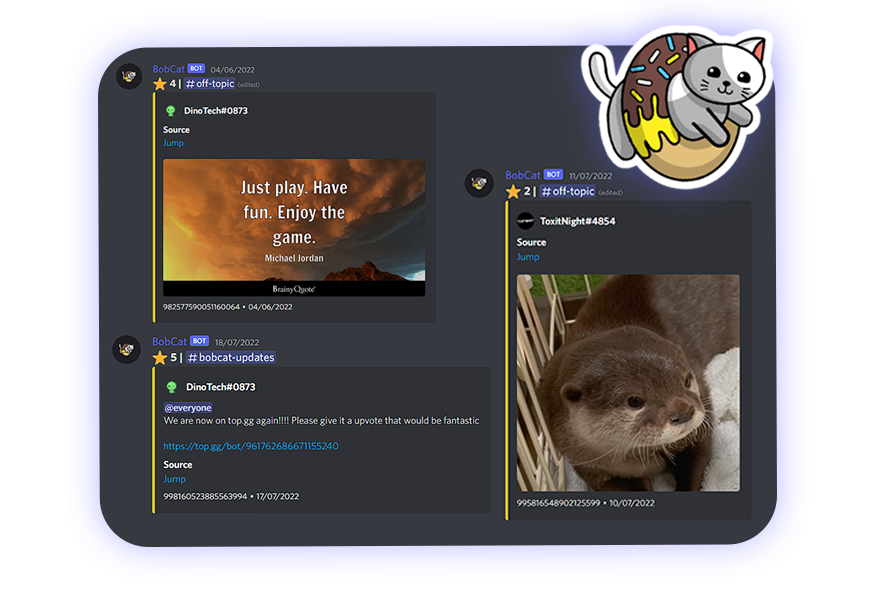 BobCat BOT 04/06/2022
4 | # off-topic (edited)
DinoTech#0873
Source
Jump
Just play. Have
fun. Enjoy the
game.
Michael Jordan
BrainyQuote®
982577590051160064 • 04/06/2022
BobCat BOT 18/07/2022
5 | # bobcat-updates
DinoTech#0873
@everyone
We are now on top.gg again!!!! Please give it a upvote that would be fantastic
https://top.gg/bot/961762686671155240
Source
Jump
998160523885563994 • 17/07/2022
BobCat BOT 11/07/2022
2 | # off-topic (edited)
ToxitNight#4854
Source
Jump
995816548902125599 • 10/07/2022